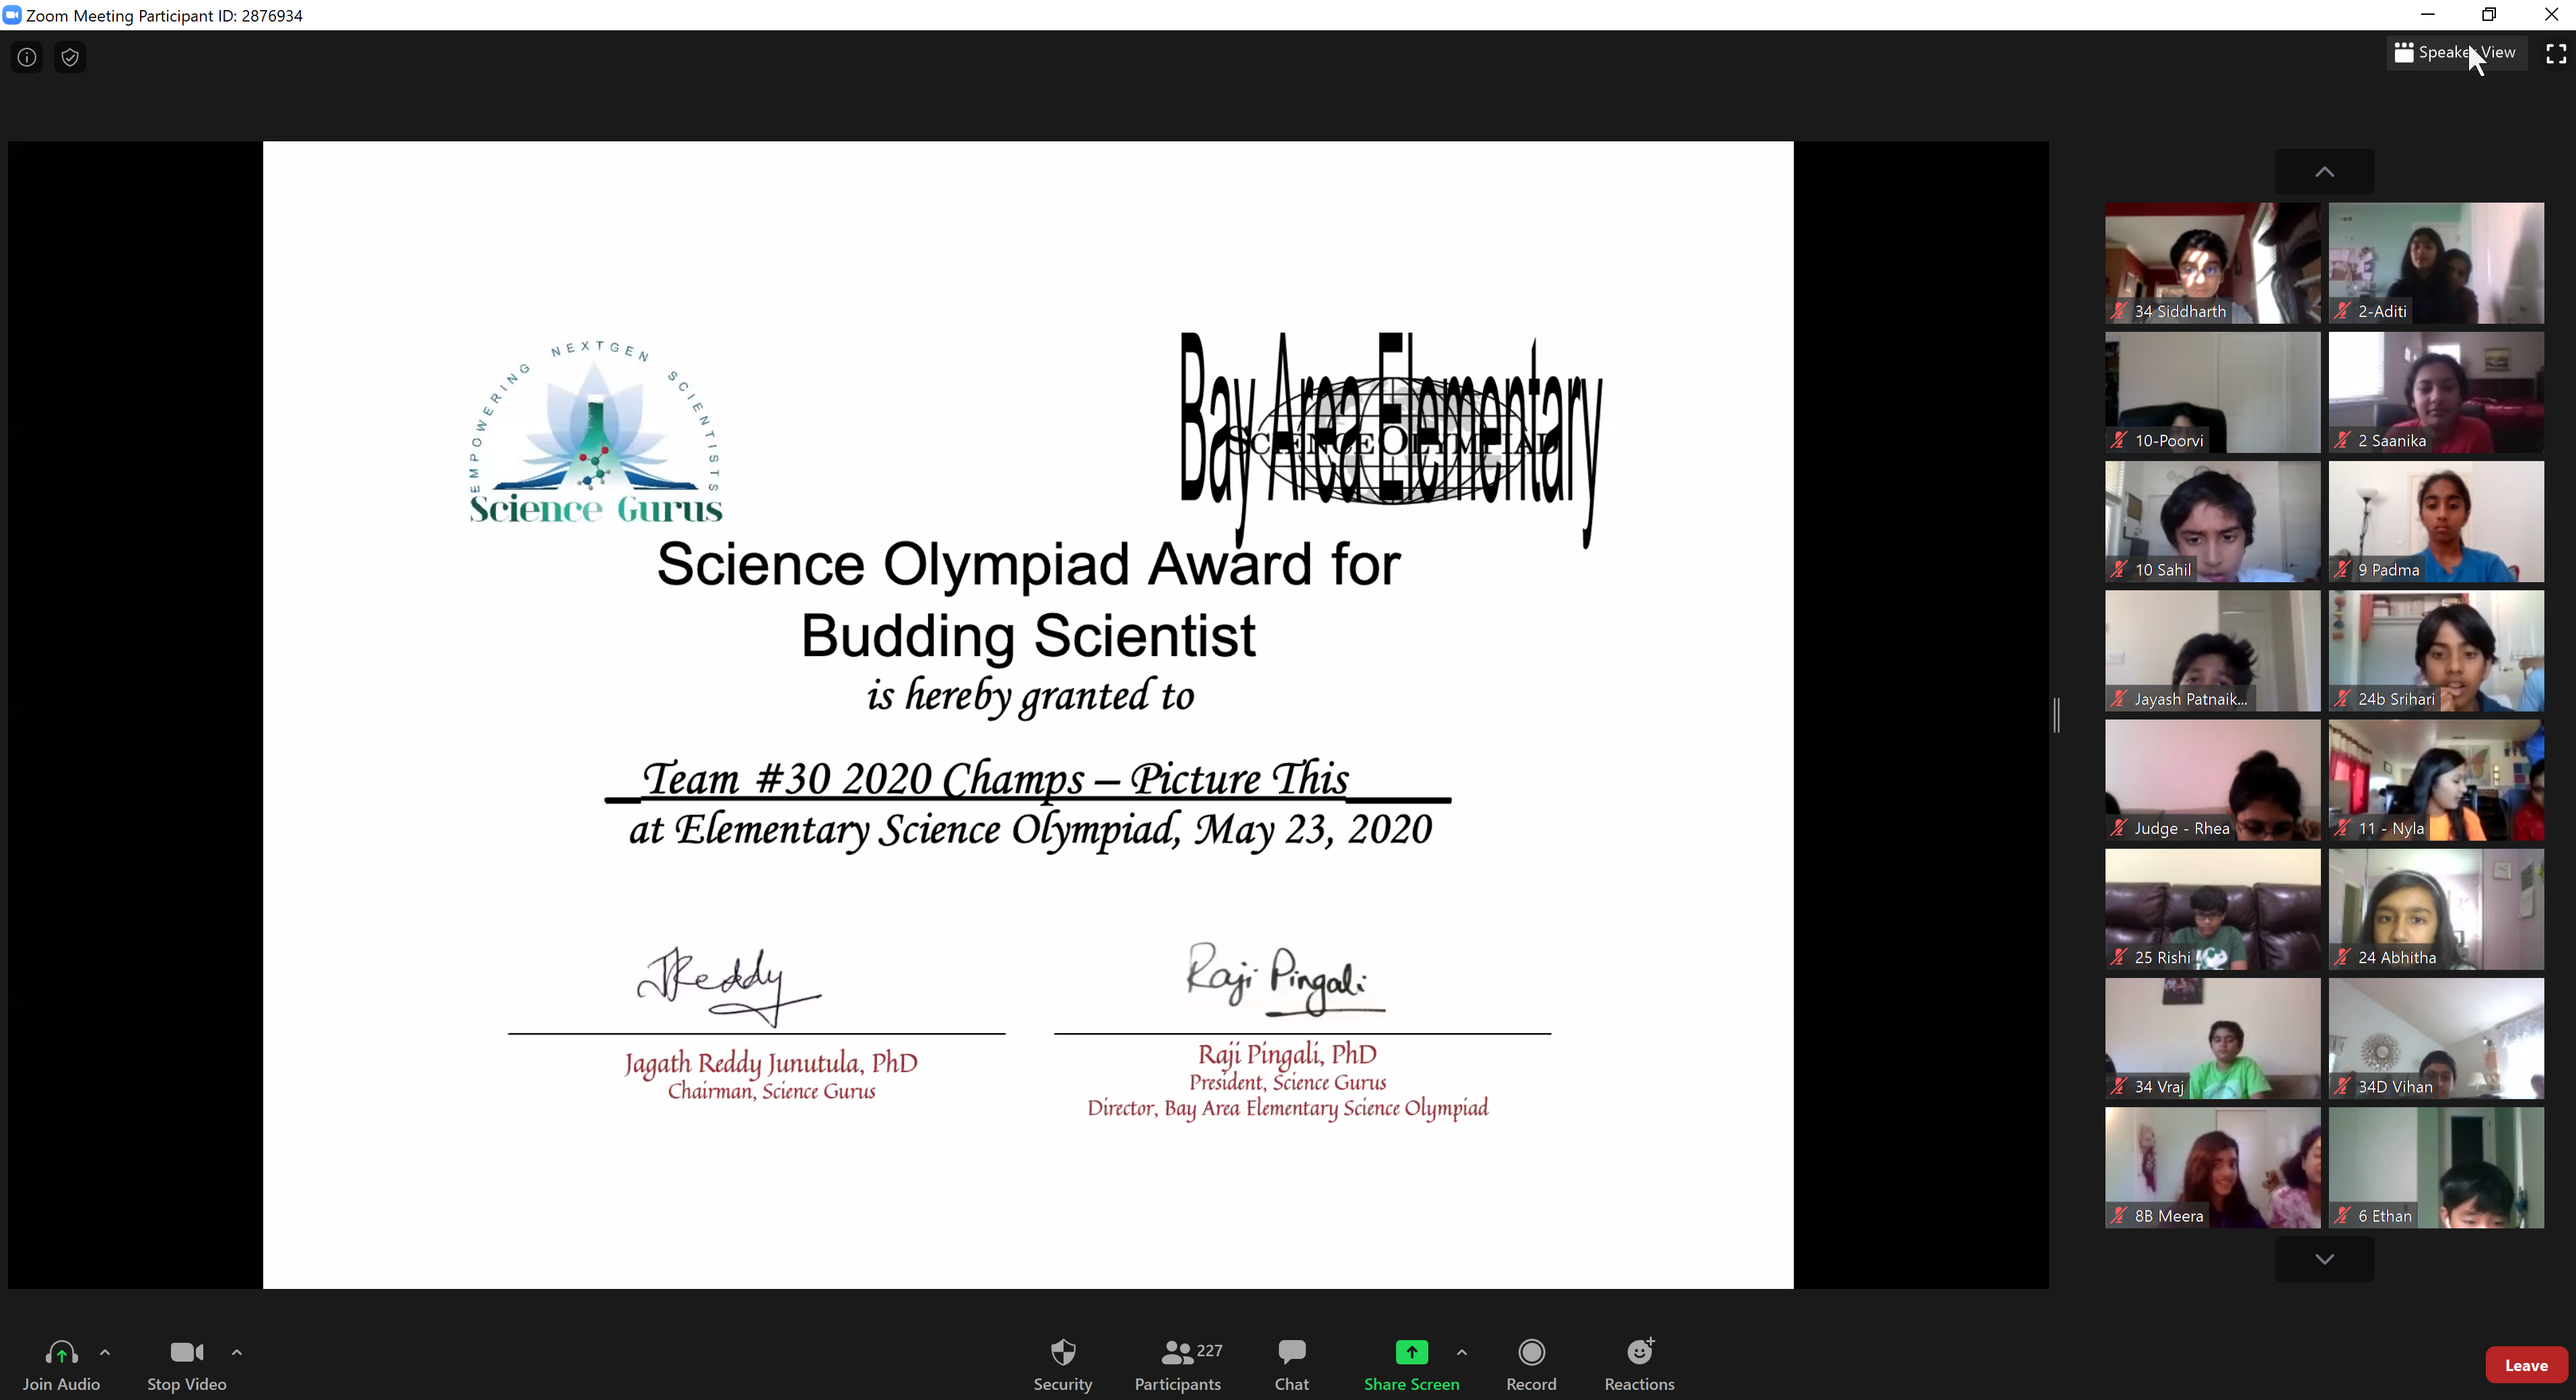 Zoom Meeting Participant ID: 2876934
Speaker View
EMPOWERING NEXTGEN SCIENTISTS
Science Gurus
Bay Area Elementary
SCIENCE OLYMPIAD
Science Olympiad Award for
Budding Scientist
is hereby granted to
Team #30 2020 Champs – Picture This
at Elementary Science Olympiad, May 23, 2020
JReddy
Raji Pingali
Jagath Reddy Junutula, PhD
Chairman, Science Gurus
Raji Pingali, PhD
President, Science Gurus
Director, Bay Area Elementary Science Olympiad
34 Siddharth
2-Aditi
10-Poorvi
2 Saanika
10 Sahil
9 Padma
Jayash Patnaik...
24b Srihari
Judge - Rhea
11 - Nyla
25 Rishi
24 Abhitha
34 Vraj
34D Vihan
8B Meera
6 Ethan
Join Audio
Stop Video
Security
227
Participants
Chat
Share Screen
Record
Reactions
Leave